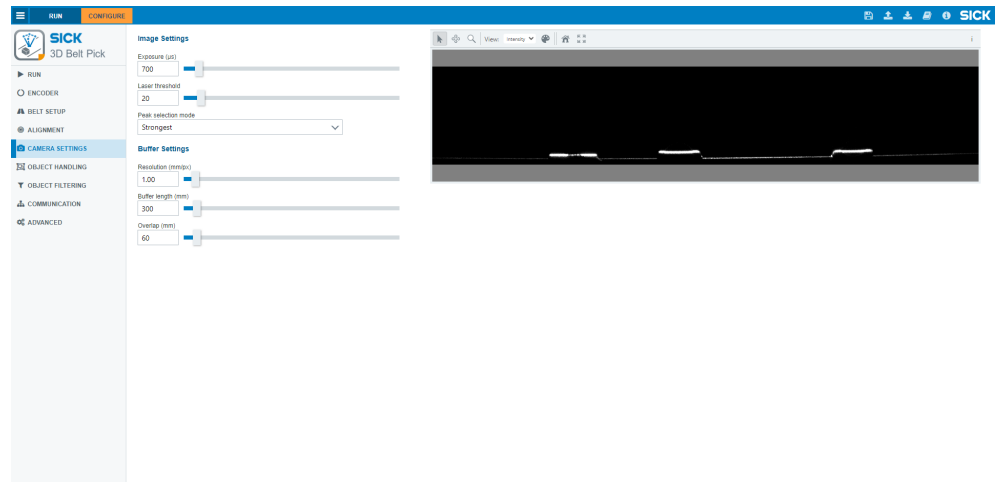 RUN
CONFIGURE
SICK
SICK
3D Belt Pick
RUN
ENCODER
BELT SETUP
ALIGNMENT
CAMERA SETTINGS
OBJECT HANDLING
OBJECT FILTERING
COMMUNICATION
ADVANCED
Image Settings
Exposure (µs)
700
Laser threshold
20
Peak selection mode
Strongest
Buffer Settings
Resolution (mm/px)
1.00
Buffer length (mm)
300
Overlap (mm)
60
View: Intensity